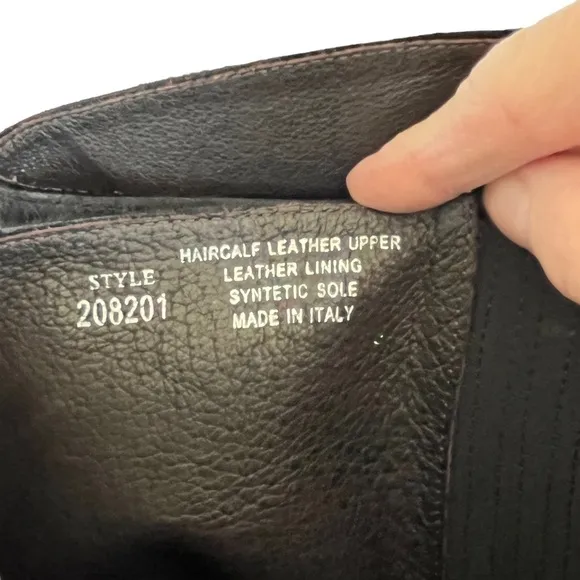 STYLE
208201
HAIRCALF LEATHER UPPER
LEATHER LINING
SYNTETIC SOLE
MADE IN ITALY